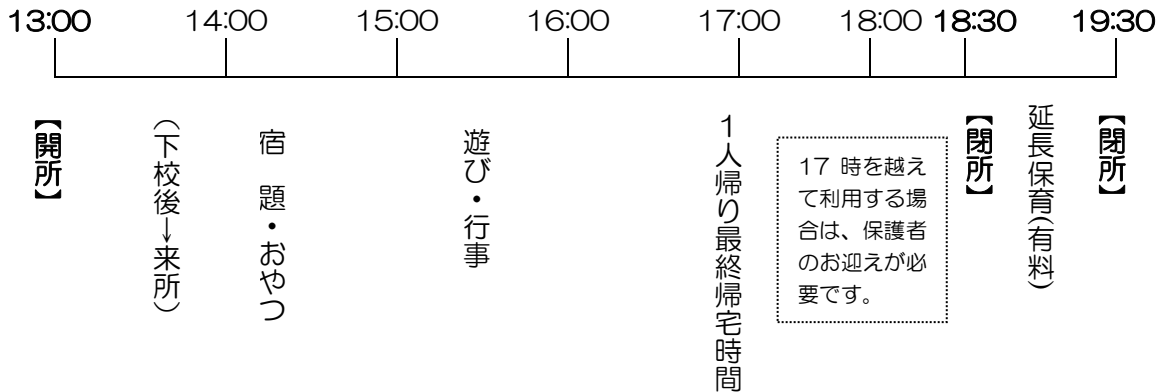 13:00 14:00 15:00 16:00 17:00 18:00 18:30 19:30
【開所】
(下校後→来所)
宿 題・おやつ
遊び・行事
1人帰り最終帰宅時間
17 時を越え
て利用する場
合は、保護者
のお迎えが必
要です。
【閉所】
延長保育(有料)
【閉所】